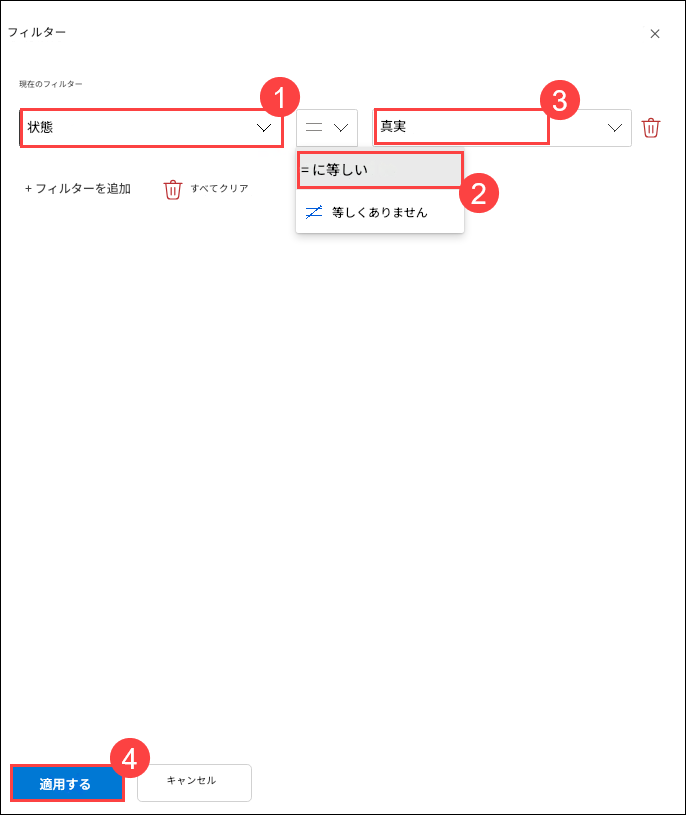 フィルター
現在のフィルター
1
3
状態
真実
= に等しい
2
+ フィルターを追加
すべてクリア
等しくありません
4
適用する
キャンセル